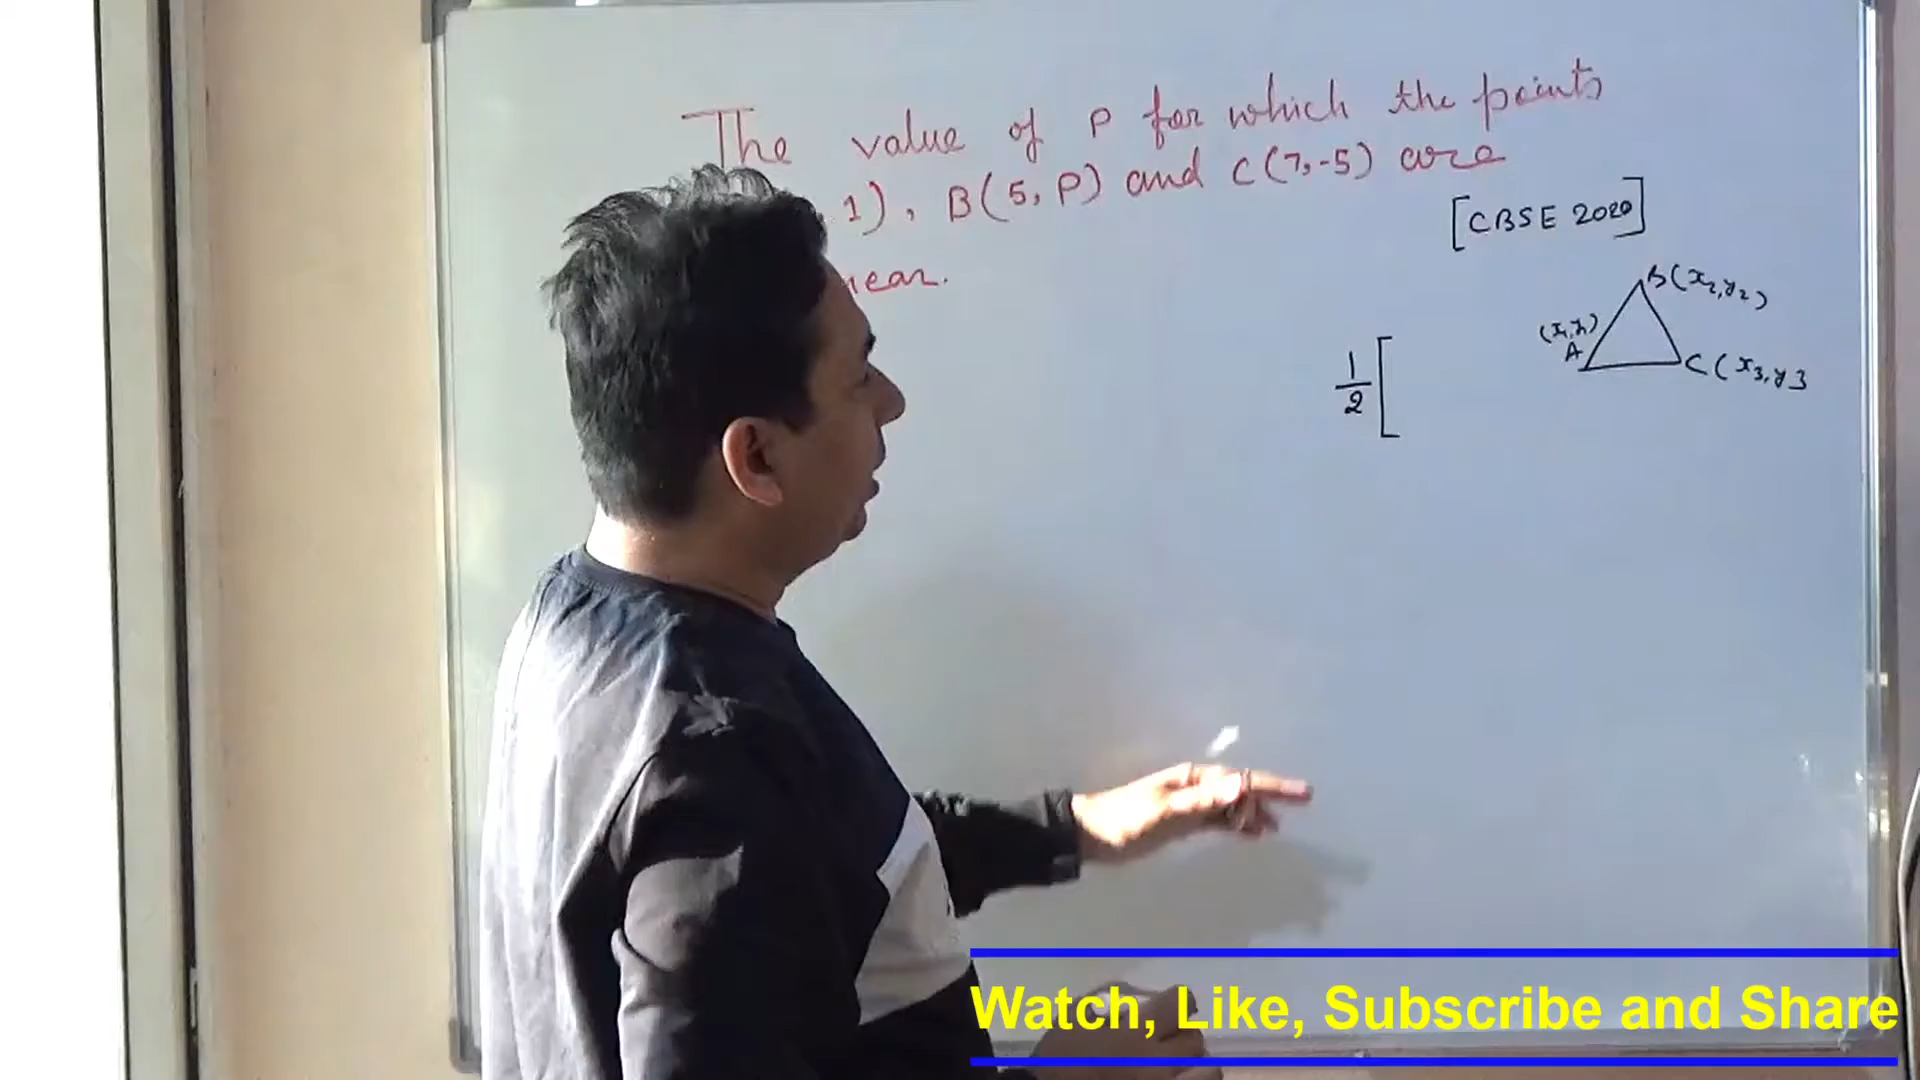 The value of P for which the points
, 1), B(5, P) and C(7,-5) are
near.
[CBSE 2020]
B(x₂,y₂)
(x₁,y₁)
A
C(x₃,y₃
1/2 [
Watch, Like, Subscribe and Share